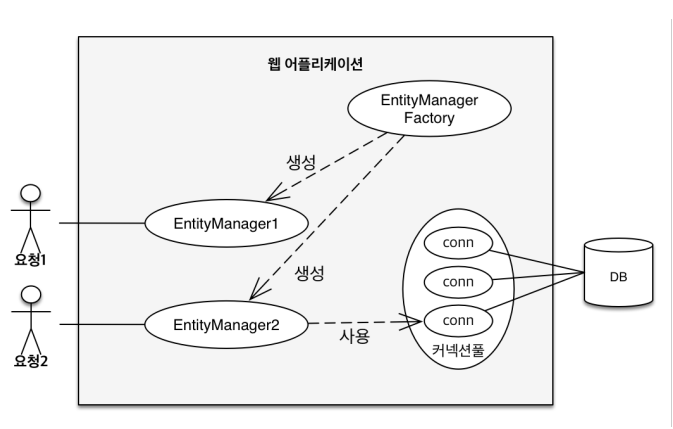 웹 어플리케이션
EntityManager
Factory
생성
EntityManager1
요청1
conn
conn
conn
커넥션풀
DB
생성
EntityManager2
사용
요청2